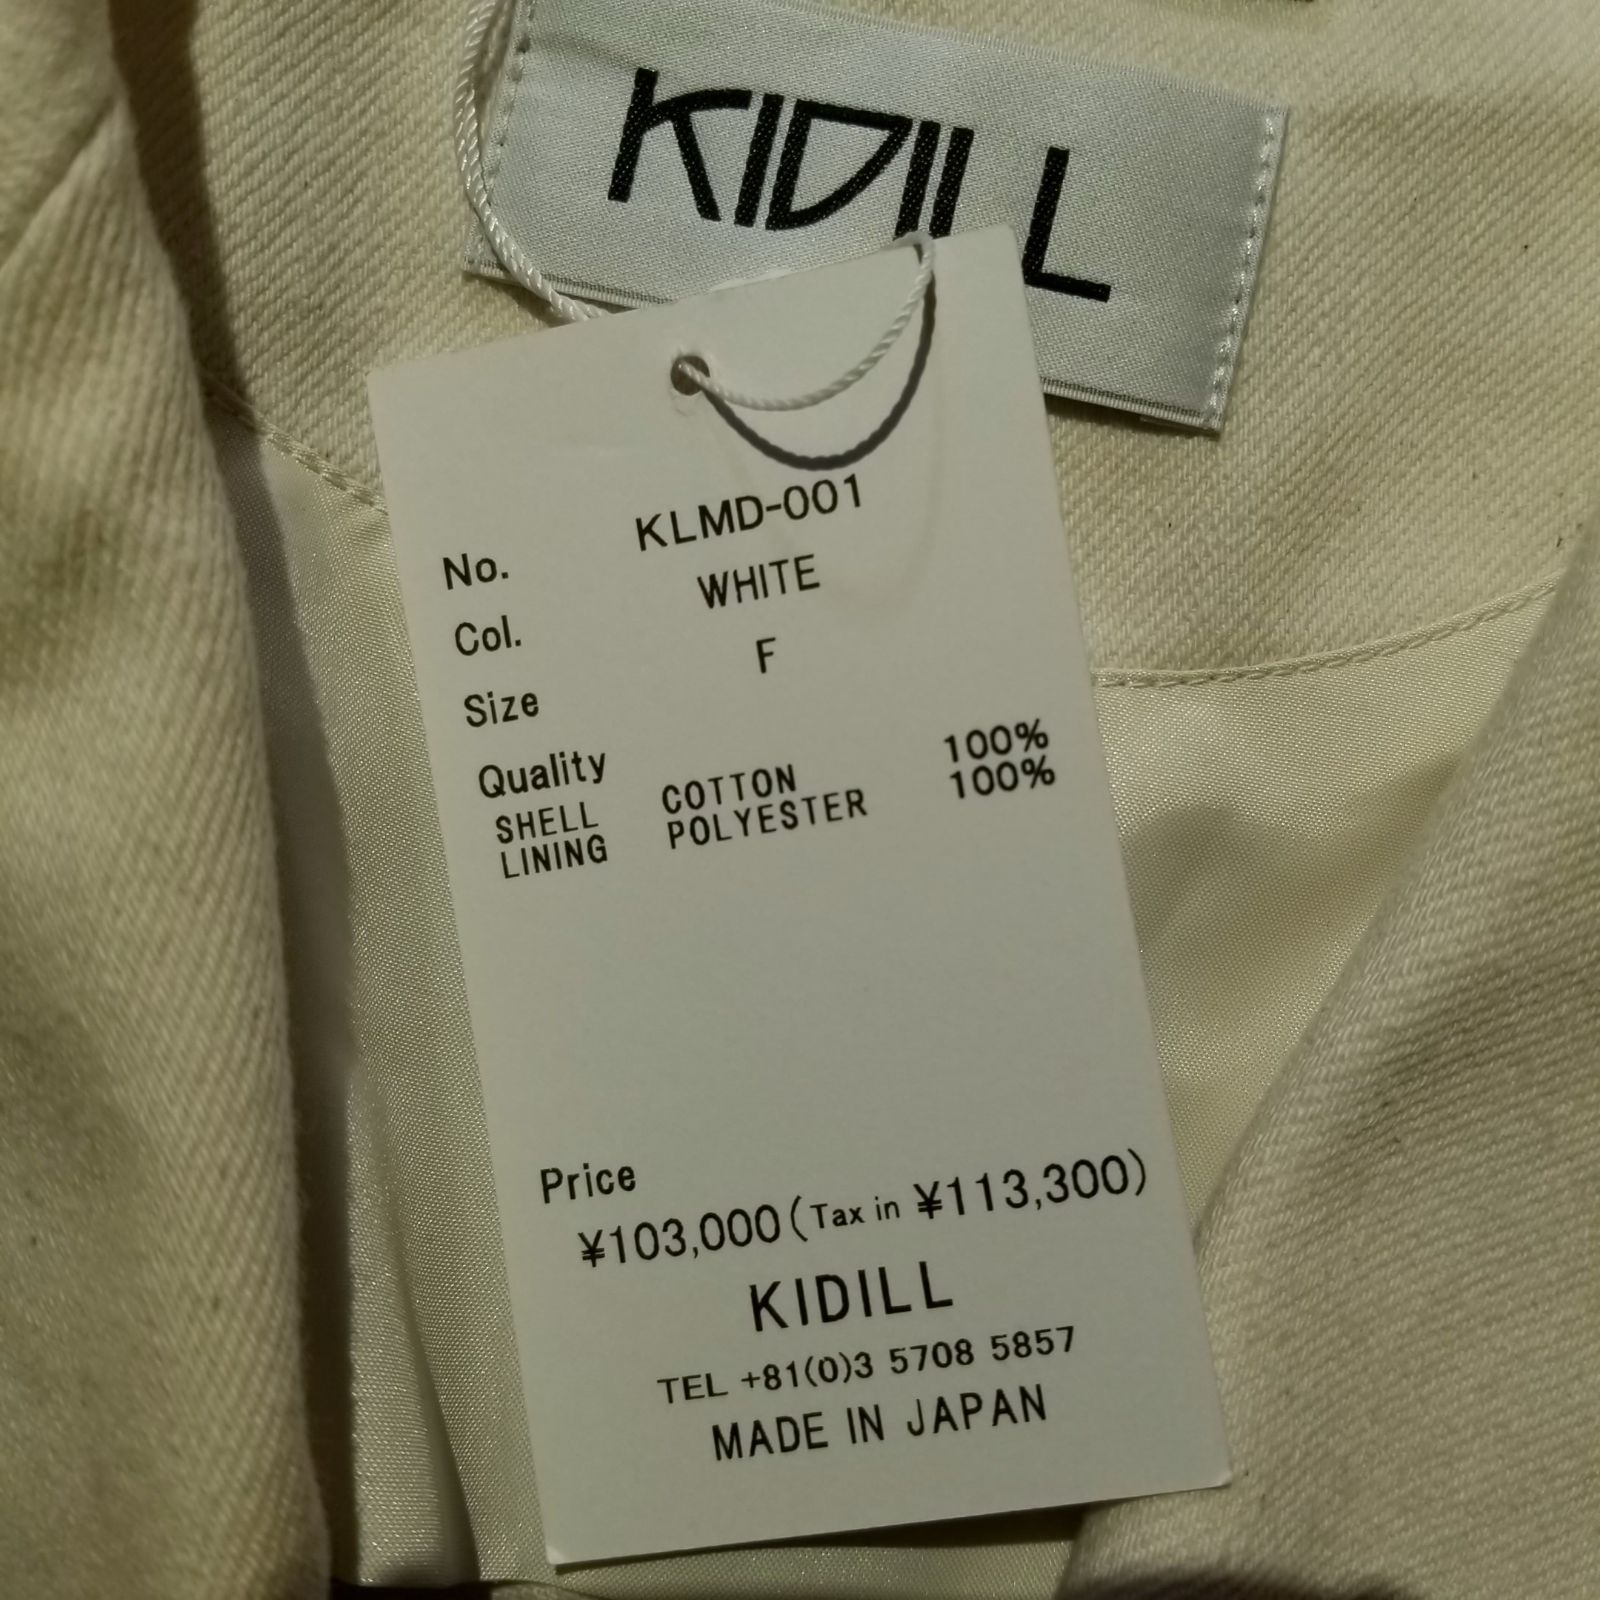 KIDILL
No. KLMD-001
Col. WHITE
Size F
Quality
SHELL COTTON 100%
LINING POLYESTER 100%
Price
¥103,000(Tax in ¥113,300)
KIDILL
TEL +81(0)3 5708 5857
MADE IN JAPAN